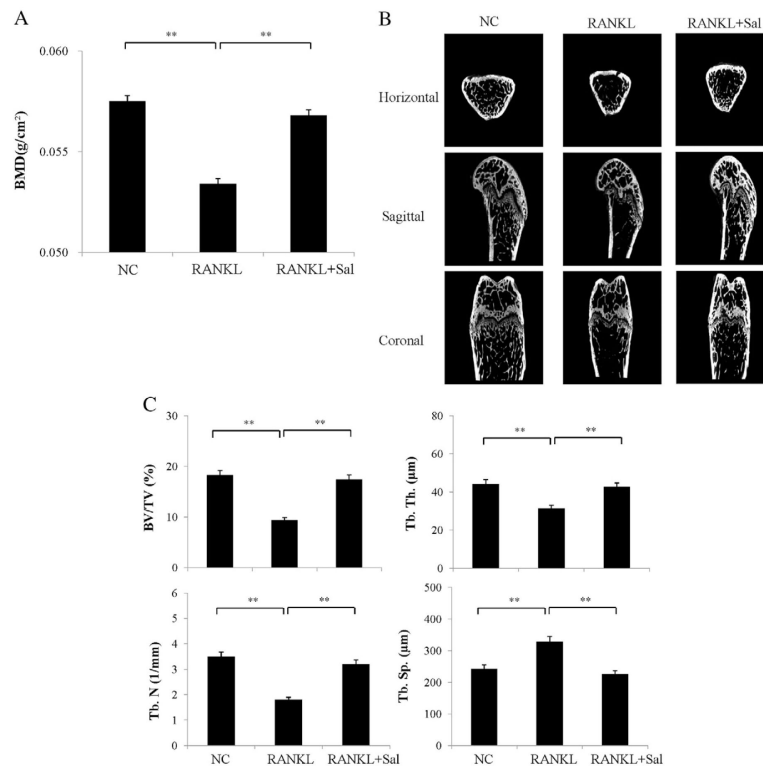 A
0.060
0.055
0.050
BMD(g/cm²)
**
**
NC
RANKL
RANKL+Sal
B
NC
RANKL
RANKL+Sal
Horizontal
Sagittal
Coronal
C
30
20
10
0
BV/TV (%)
**
**
80
60
40
20
0
Tb. Th. (μm)
**
**
6
5
4
3
2
1
0
Tb. N (1/mm)
**
**
NC
RANKL
RANKL+Sal
500
400
300
200
100
0
Tb. Sp. (μm)
**
**
NC
RANKL
RANKL+Sal